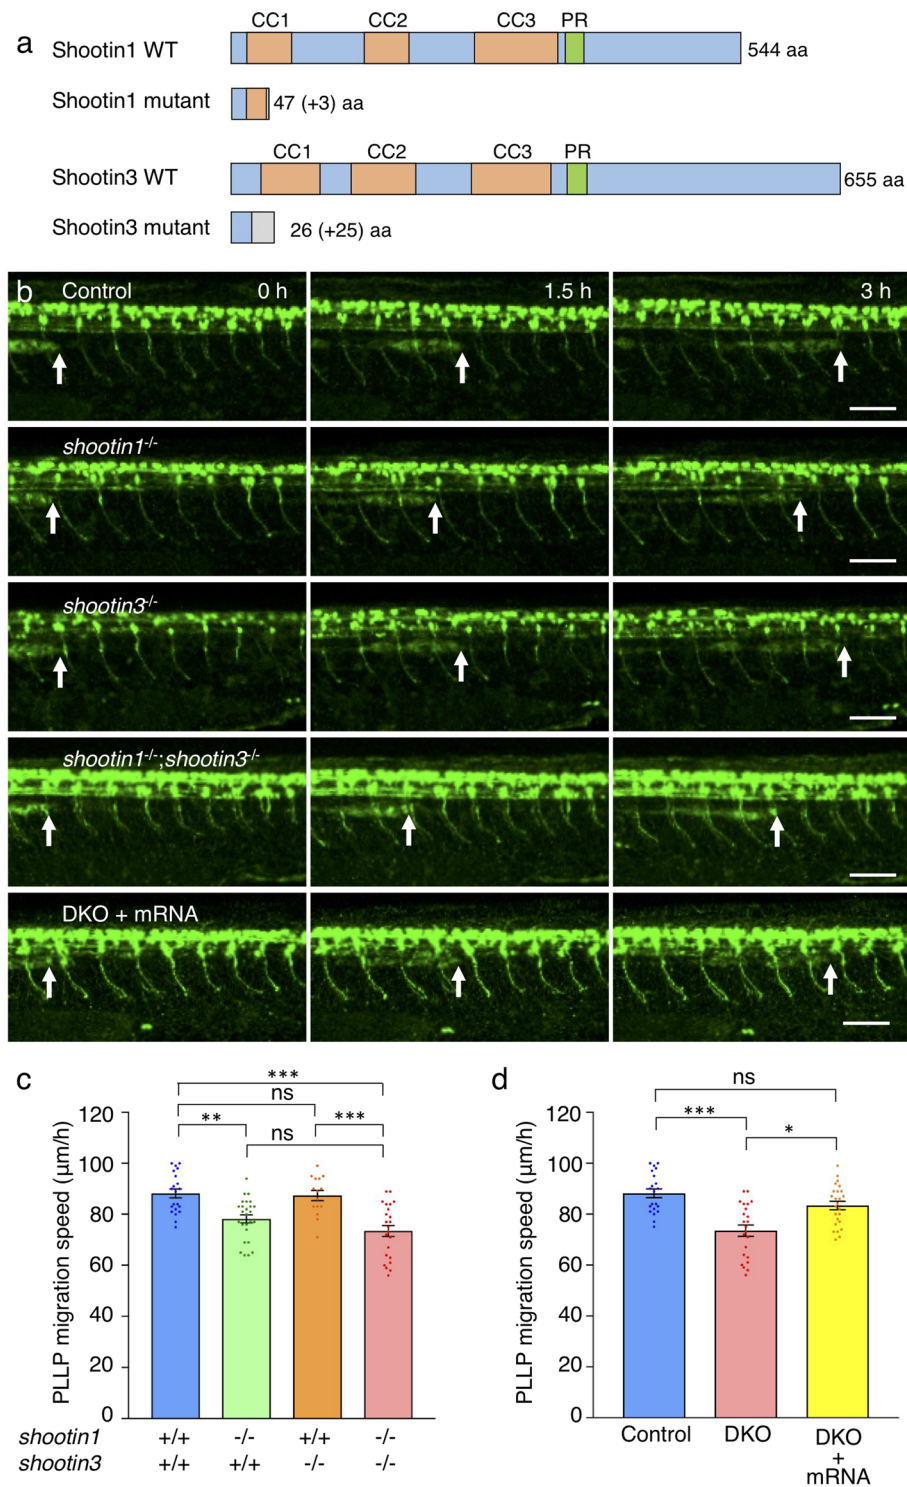 a
CC1 CC2 CC3 PR
Shootin1 WT 544 aa
Shootin1 mutant 47 (+3) aa
CC1 CC2 CC3 PR
Shootin3 WT 655 aa
Shootin3 mutant 26 (+25) aa
b Control 0 h 1.5 h 3 h
shootin1-/-
shootin3-/-
shootin1-/-;shootin3-/-
DKO + mRNA
c
***
ns
** ***
ns
PLLP migration speed (µm/h)
120
100
80
60
40
20
0
shootin1 +/+ -/- +/+ -/-
shootin3 +/+ +/+ -/- -/-
d
ns
***
*
PLLP migration speed (µm/h)
120
100
80
60
40
20
0
Control DKO DKO
+
mRNA